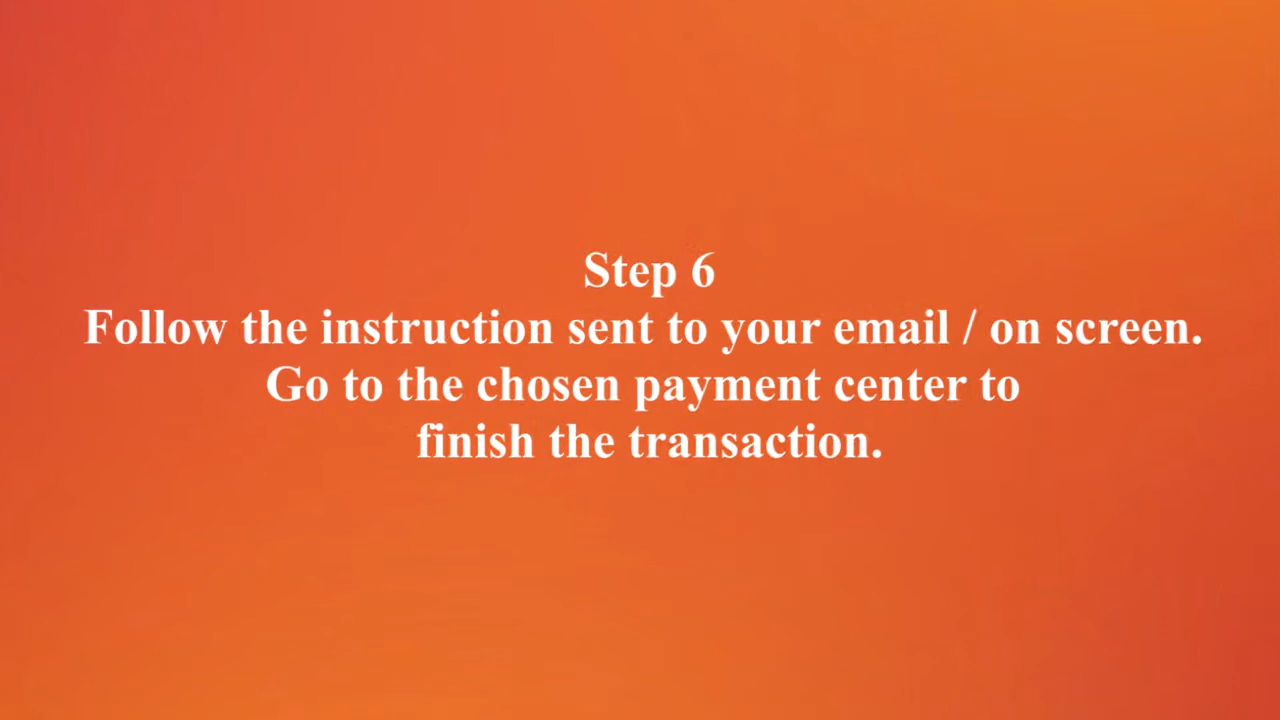 Step 6
Follow the instruction sent to your email / on screen.
Go to the chosen payment center to
finish the transaction.